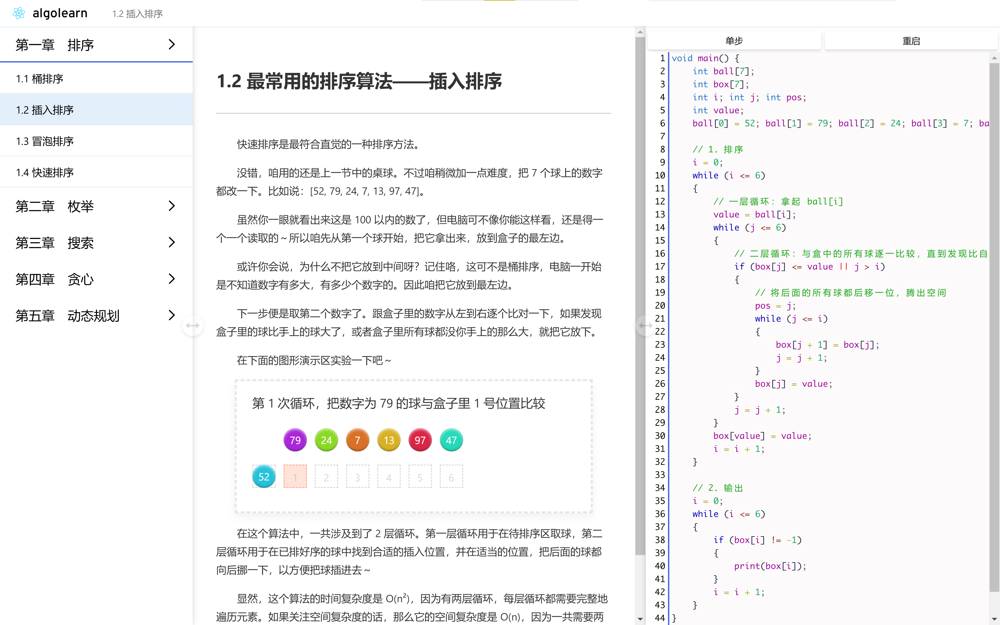 algolearn
1.2 插入排序
第一章 排序
1.1 桶排序
1.2 插入排序
1.3 冒泡排序
1.4 快速排序
第二章 枚举
第三章 搜索
第四章 贪心
第五章 动态规划
1.2 最常用的排序算法——插入排序
快速排序是最符合直觉的一种排序方法。
没错，咱用的还是上一节中的桌球。不过咱稍微加一点难度，把 7 个球上的数字
都改一下。比如说：[52, 79, 24, 7, 13, 97, 47]。
虽然你一眼就看出来这是 100 以内的数了，但电脑可不像你能这样看，还是得一
个一个读取的～所以咱先从第一个球开始，把它拿出来，放到盒子的最左边。
或许你会说，为什么不把它放到中间呀？记住咯，这可不是桶排序，电脑一开始
是不知道数字有多大，有多少个数字的。因此咱把它放到最左边。
下一步便是取第二个数字了。跟盒子里的数字从左到右逐个比对一下，如果发现
盒子里的球比手上的球大了，或者盒子里所有球都没你手上的那么大，就把它放下。
在下面的图形演示区实验一下吧～
第 1 次循环，把数字为 79 的球与盒子里 1 号位置比较
79 24 7 13 97 47
52 1 2 3 4 5 6
在这个算法中，一共涉及到了 2 层循环。第一层循环用于在待排序区取球，第二
层循环用于在已排好序的球中找到合适的插入位置，并在适当的位置，把后面的球都
向后挪一下，以方便把球插进去～
显然，这个算法的时间复杂度是 O(n²)，因为有两层循环，每层循环都需要完整地
遍历元素。如果关注空间复杂度的话，那么它的空间复杂度是 O(n)，因为一共需要两
单步
重启
1 void main() {
2     int ball[7];
3     int box[7];
4     int i; int j; int pos;
5     int value;
6     ball[0] = 52; ball[1] = 79; ball[2] = 24; ball[3] = 7; ba
7
8     // 1. 排序
9     i = 0;
10     while (i <= 6)
11     {
12         // 一层循环：拿起 ball[i]
13         value = ball[i];
14         while (j <= 6)
15         {
16             // 二层循环：与盒中的所有球逐一比较，直到发现比自
17             if (box[j] <= value || j > i)
18             {
19                 // 将后面的所有球都后移一位，腾出空间
20                 pos = j;
21                 while (j <= i)
22                 {
23                     box[j + 1] = box[j];
24                     j = j + 1;
25                 }
26                 box[j] = value;
27             }
28             j = j + 1;
29         }
30         box[value] = value;
31         i = i + 1;
32     }
33
34     // 2. 输出
35     i = 0;
36     while (i <= 6)
37     {
38         if (box[i] != -1)
39         {
40             print(box[i]);
41         }
42         i = i + 1;
43     }
44 }